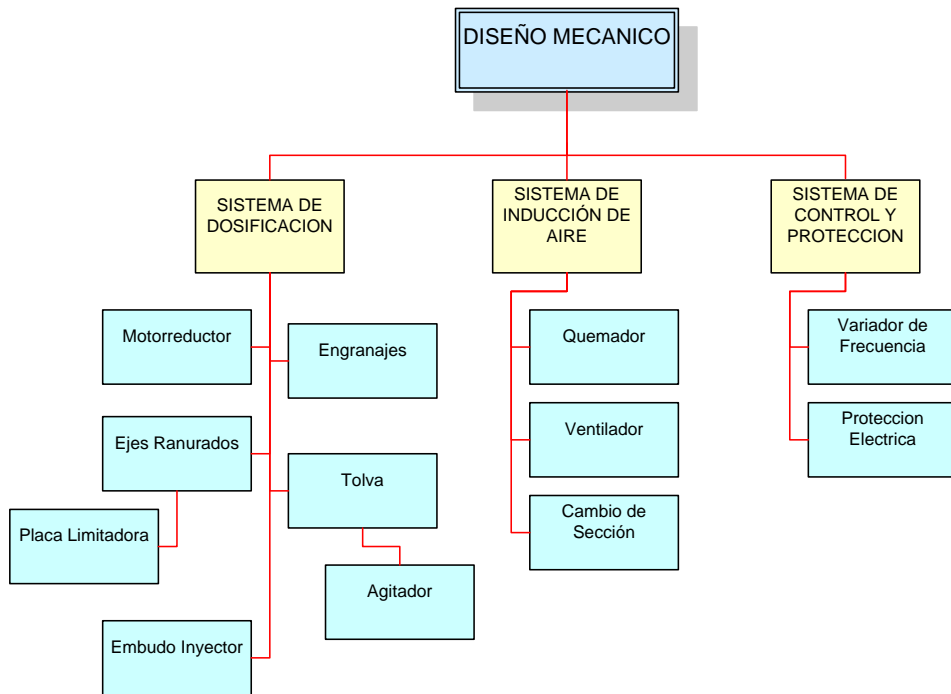 DISEÑO MECANICO
SISTEMA DE
DOSIFICACION
SISTEMA DE
INDUCCIÓN DE
AIRE
SISTEMA DE
CONTROL Y
PROTECCION
Motorreductor
Engranajes
Ejes Ranurados
Tolva
Placa Limitadora
Agitador
Embudo Inyector
Quemador
Ventilador
Cambio de
Sección
Variador de
Frecuencia
Proteccion
Electrica